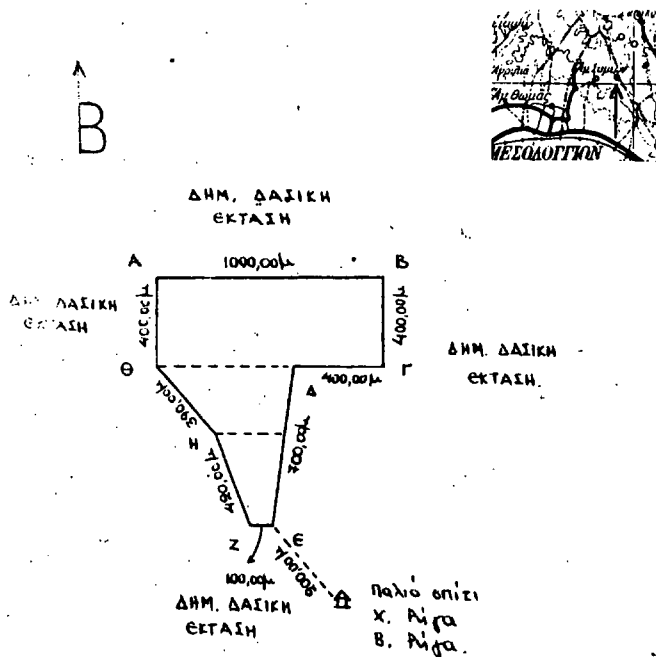 Β
ΜΕΣΟΛΟΓΓΙΟΝ
ΔΗΜ. ΔΑΣΙΚΗ
ΕΚΤΑΣΗ
Α
1000,00μ
Β
ΔΑΣΙΚΗ
ΕΚΤΑΣΗ
400,00μ
400,00μ
ΔΗΜ. ΔΑΣΙΚΗ
ΕΚΤΑΣΗ.
Θ
400,00μ
Γ
Δ
390,00μ
Η
700,00μ
420,00μ
Ζ
Ε
100,00μ
ΔΗΜ. ΔΑΣΙΚΗ
ΕΚΤΑΣΗ
παλιό σπίτι
Χ. Ρήγα
Β. Ρήγα.